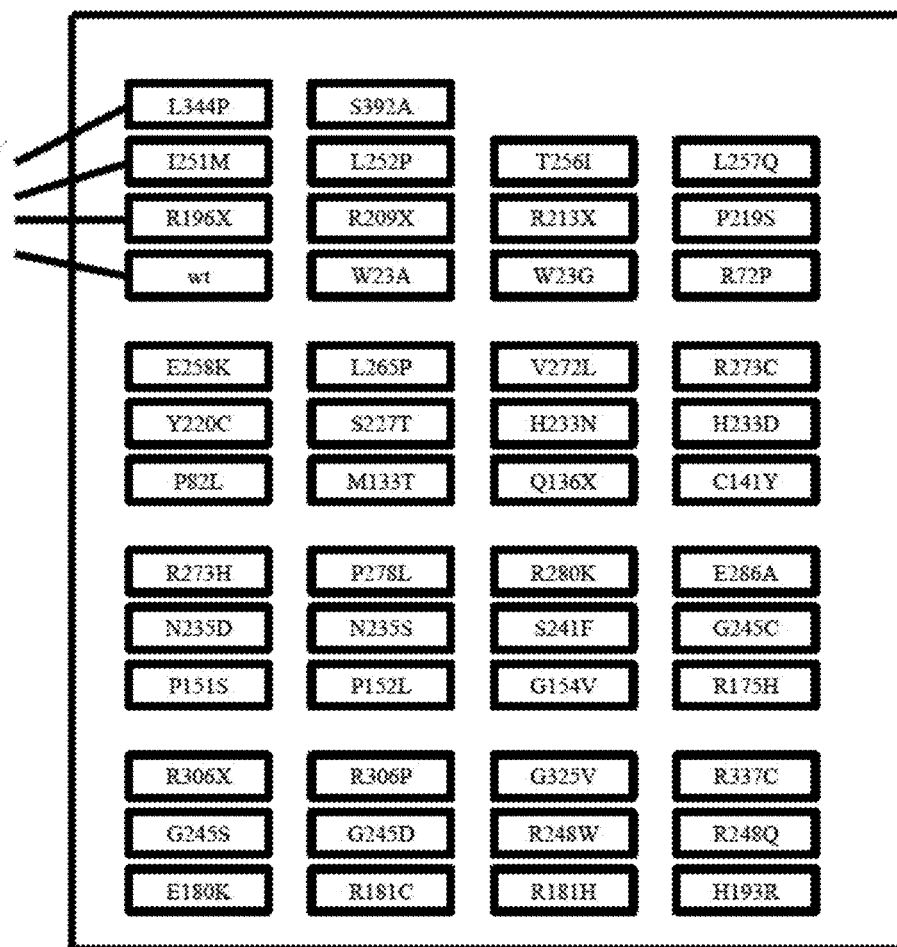 L344P S392A
I251M L252P T256I L257Q
R196X R209X R213X P219S
wt W23A W23G R72P
E258K L265P V272L R273C
Y220C S227T H233N H233D
P82L M133T Q136X C141Y
R273H P278L R280K E286A
N235D N235S S241F G245C
P151S P152L G154V R175H
R306X R306P G325V R337C
G245S G245D R248W R248Q
E180K R181C R181H H193R